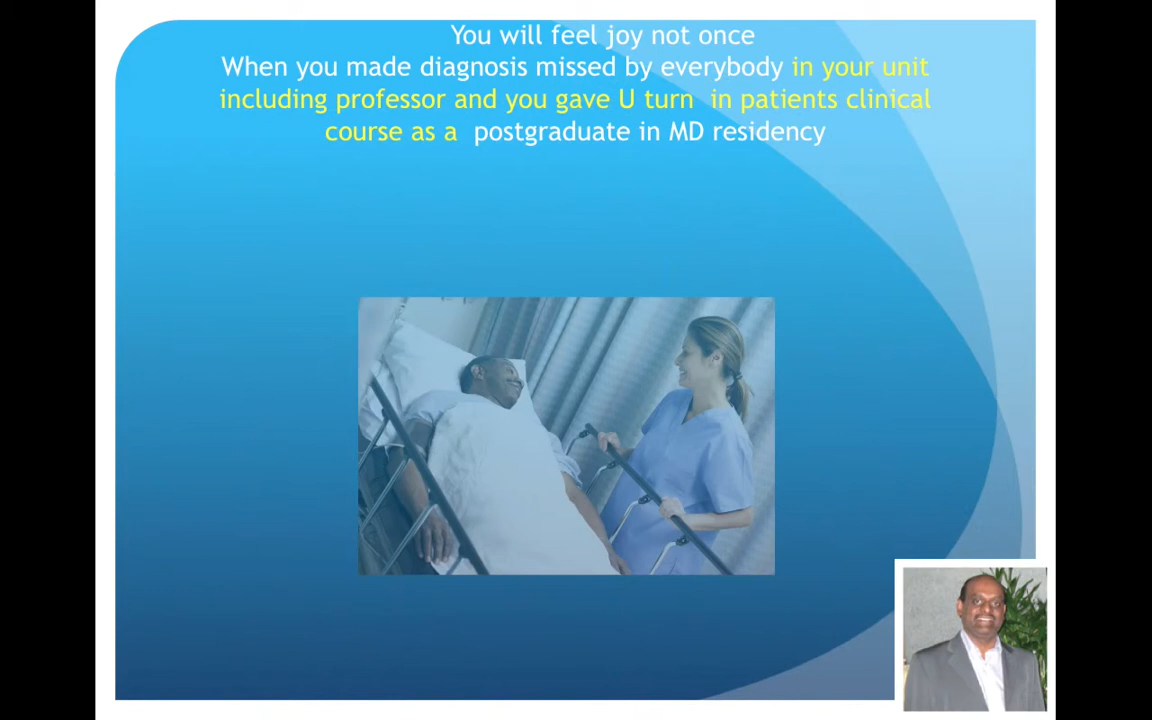 You will feel joy not once
When you made diagnosis missed by everybody in your unit
including professor and you gave U turn in patients clinical
course as a postgraduate in MD residency